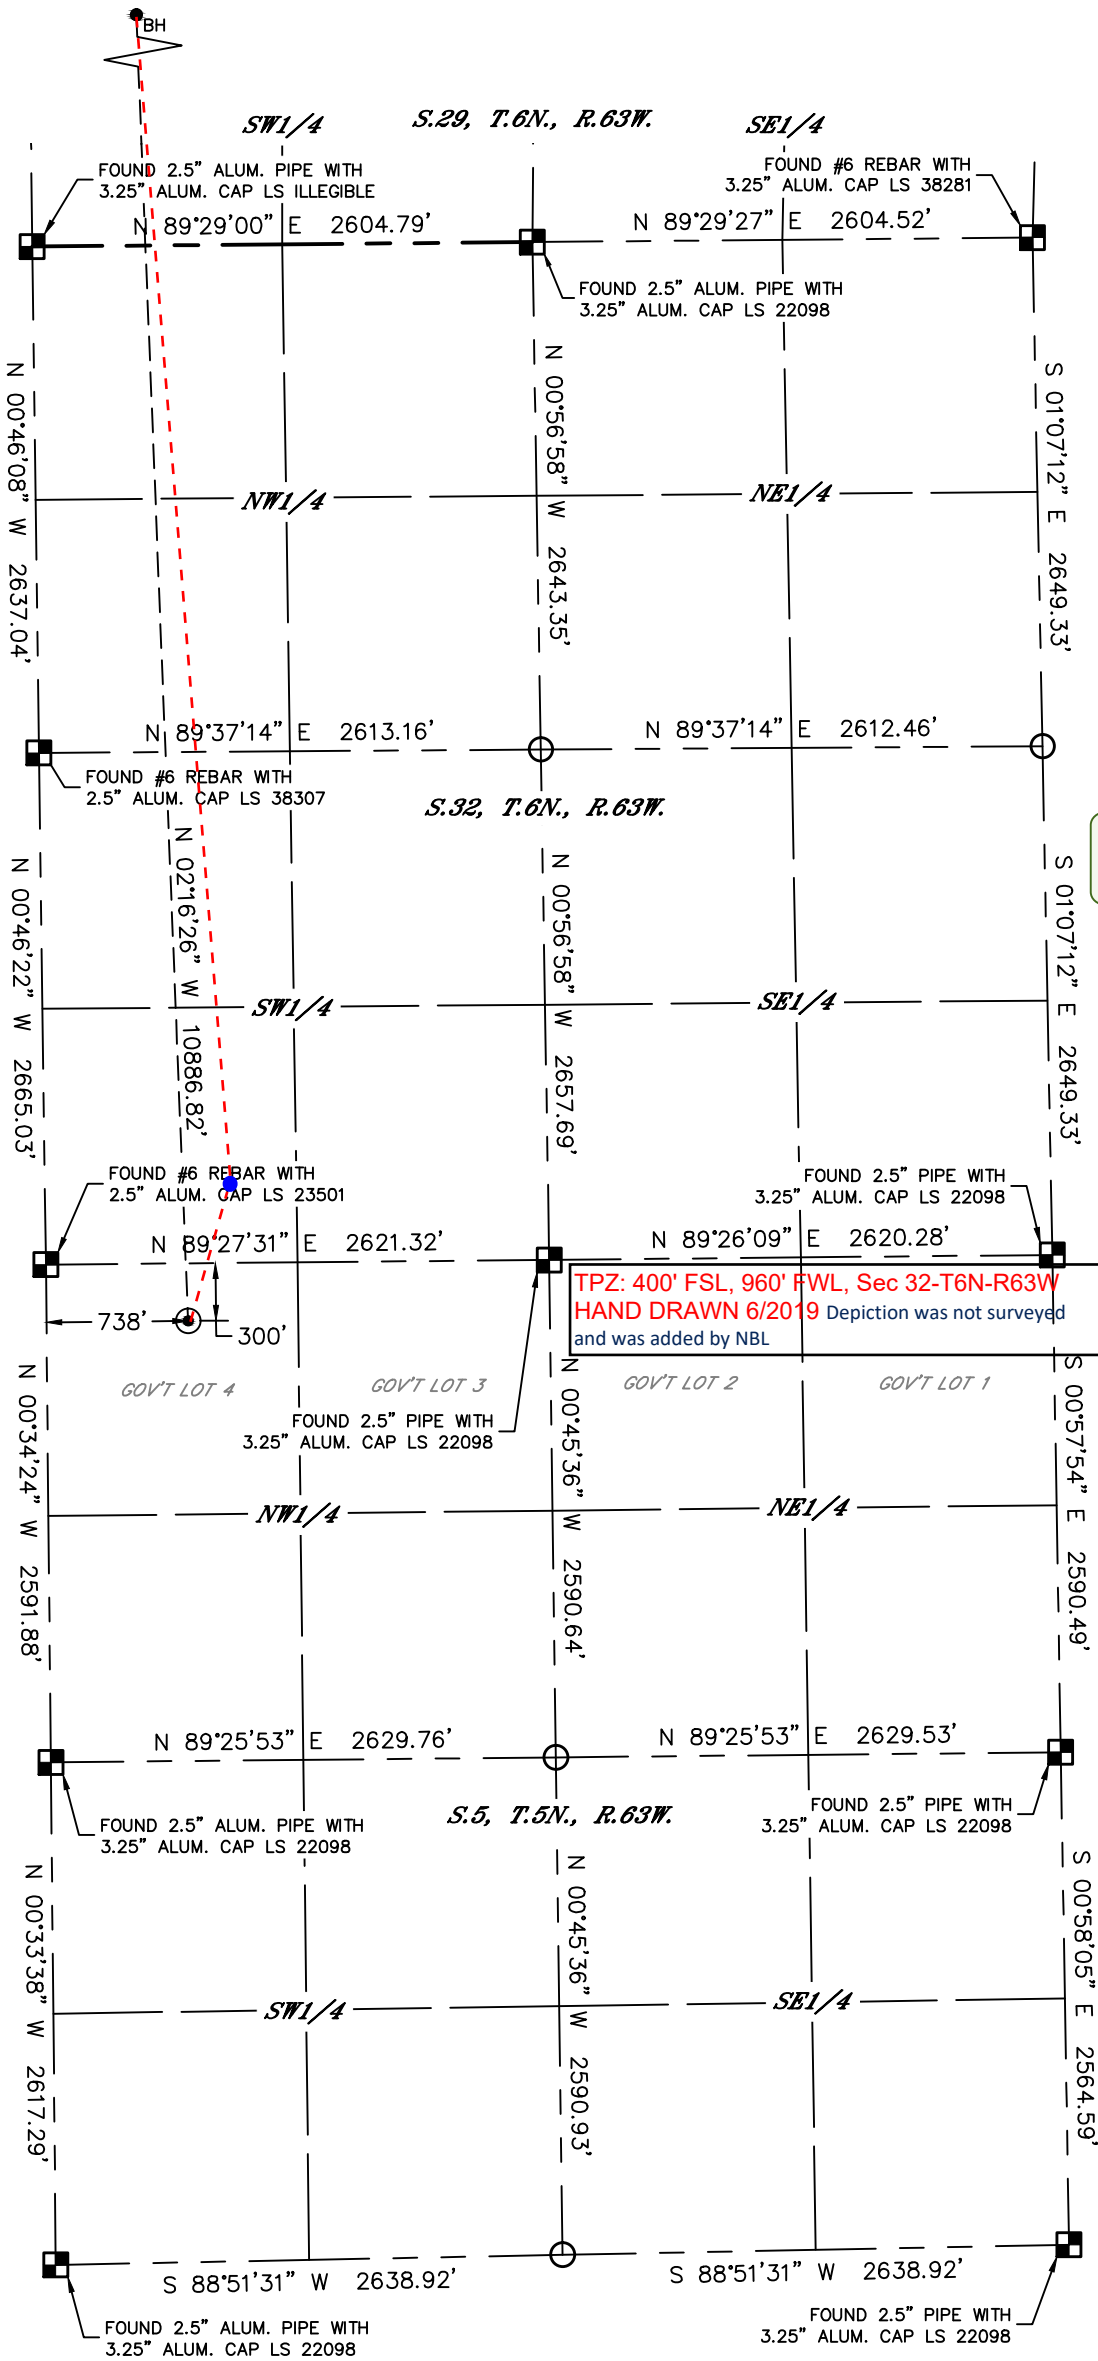 BH
SW1/4 S.29, T.6N., R.63W. SE1/4
FOUND 2.5" ALUM. PIPE WITH
3.25" ALUM. CAP LS ILLEGIBLE
FOUND #6 REBAR WITH
3.25" ALUM. CAP LS 38281
N 89°29'00" E 2604.79'
N 89°29'27" E 2604.52'
FOUND 2.5" ALUM. PIPE WITH
3.25" ALUM. CAP LS 22098
N 00°46'08" W 2637.04'
N 00°56'58" W 2643.35'
S 01°07'12" E 2649.33'
NW1/4
NE1/4
N 89°37'14" E 2613.16'
N 89°37'14" E 2612.46'
FOUND #6 REBAR WITH
2.5" ALUM. CAP LS 38307
S.32, T.6N., R.63W.
N 00°46'22" W 2665.03'
N 02°16'26" W 10886.82'
N 00°56'58" W 2657.69'
S 01°07'12" E 2649.33'
SW1/4
SE1/4
FOUND #6 REBAR WITH
2.5" ALUM. CAP LS 23501
FOUND 2.5" PIPE WITH
3.25" ALUM. CAP LS 22098
N 89°27'31" E 2621.32'
N 89°26'09" E 2620.28'
TPZ: 400' FSL, 960' FWL, Sec 32-T6N-R63W
HAND DRAWN 6/2019 Depiction was not surveyed
and was added by NBL
738'
300'
GOV'T LOT 4
GOV'T LOT 3
GOV'T LOT 2
GOV'T LOT 1
FOUND 2.5" PIPE WITH
3.25" ALUM. CAP LS 22098
N 00°34'24" W 2591.88'
N 00°45'36" W 2590.64'
S 00°57'54" E 2590.49'
NW1/4
NE1/4
N 89°25'53" E 2629.76'
N 89°25'53" E 2629.53'
FOUND 2.5" ALUM. PIPE WITH
3.25" ALUM. CAP LS 22098
S.5, T.5N., R.63W.
FOUND 2.5" PIPE WITH
3.25" ALUM. CAP LS 22098
N 00°33'38" W 2617.29'
N 00°45'36" W 2590.93'
S 00°58'05" E 2564.59'
SW1/4
SE1/4
S 88°51'31" W 2638.92'
S 88°51'31" W 2638.92'
FOUND 2.5" ALUM. PIPE WITH
3.25" ALUM. CAP LS 22098
FOUND 2.5" PIPE WITH
3.25" ALUM. CAP LS 22098